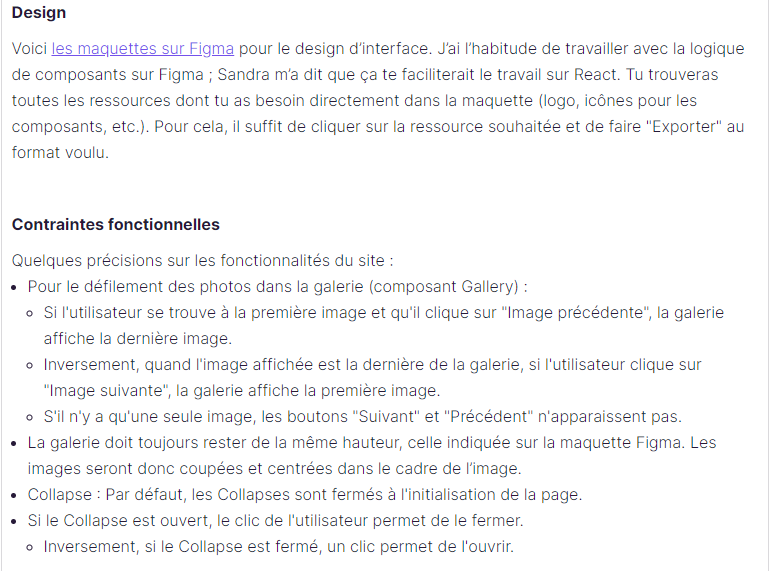 Design
Voici les maquettes sur Figma pour le design d’interface. J’ai l’habitude de travailler avec la logique
de composants sur Figma ; Sandra m’a dit que ça te faciliterait le travail sur React. Tu trouveras
toutes les ressources dont tu as besoin directement dans la maquette (logo, icônes pour les
composants, etc.). Pour cela, il suffit de cliquer sur la ressource souhaitée et de faire "Exporter" au
format voulu.
Contraintes fonctionnelles
Quelques précisions sur les fonctionnalités du site :
• Pour le défilement des photos dans la galerie (composant Gallery) :
◦ Si l'utilisateur se trouve à la première image et qu'il clique sur "Image précédente", la galerie
affiche la dernière image.
◦ Inversement, quand l'image affichée est la dernière de la galerie, si l'utilisateur clique sur
"Image suivante", la galerie affiche la première image.
◦ S'il n'y a qu'une seule image, les boutons "Suivant" et "Précédent" n'apparaissent pas.
• La galerie doit toujours rester de la même hauteur, celle indiquée sur la maquette Figma. Les
images seront donc coupées et centrées dans le cadre de l’image.
• Collapse : Par défaut, les Collapses sont fermés à l'initialisation de la page.
• Si le Collapse est ouvert, le clic de l'utilisateur permet de le fermer.
◦ Inversement, si le Collapse est fermé, un clic permet de l'ouvrir.